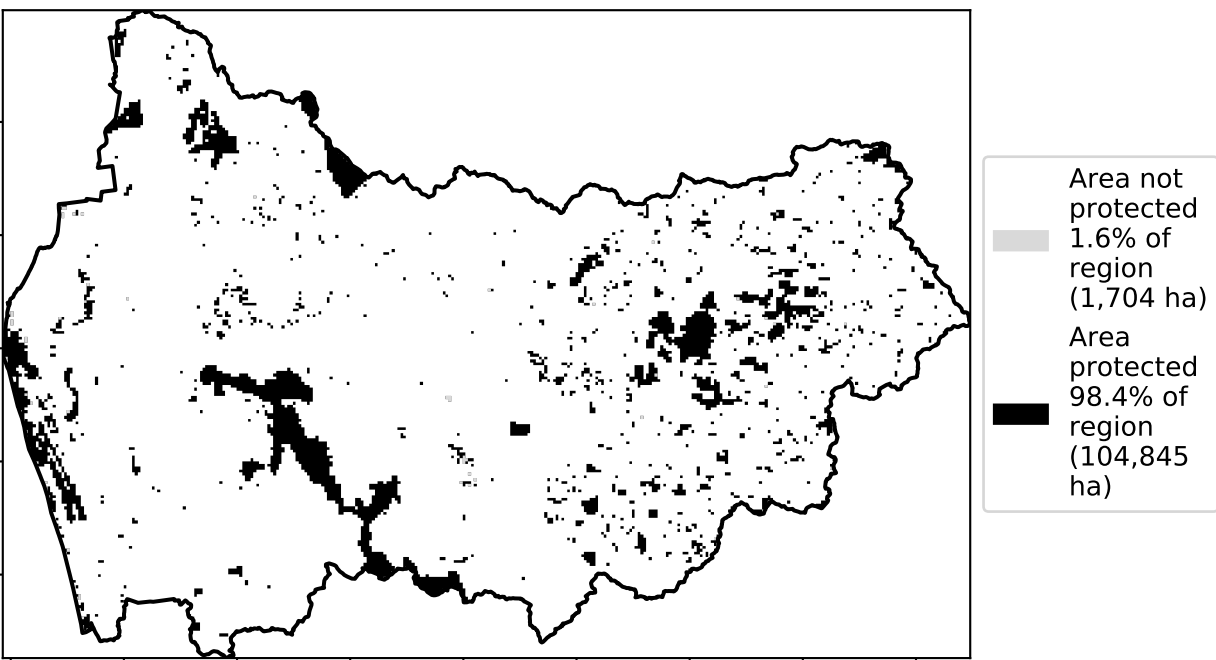 Area not
protected
1.6% of
region
(1,704 ha)
Area
protected
98.4% of
region
(104,845
ha)